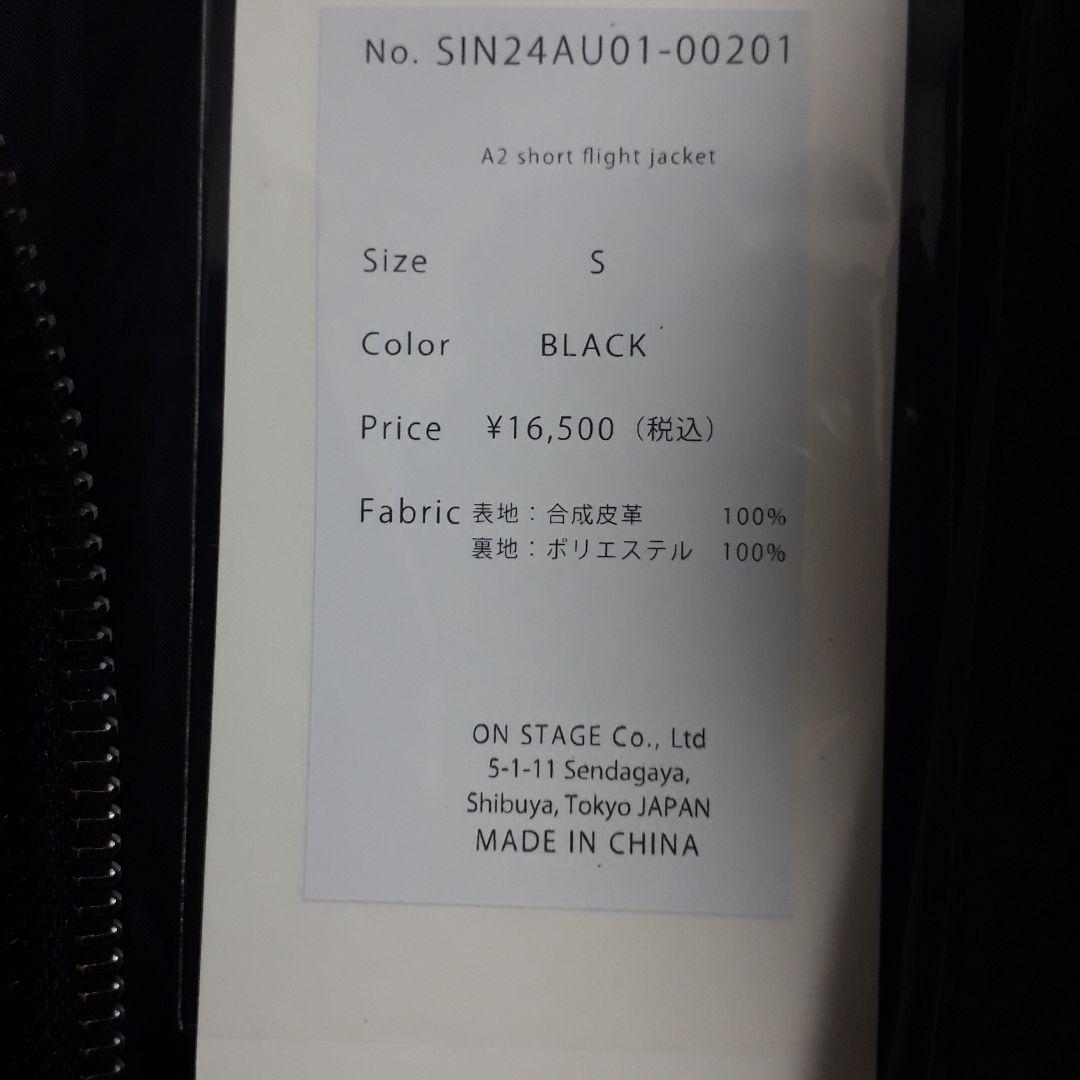 No. SIN24AU01-00201
A2 short flight jacket
Size S
Color BLACK
Price ¥16,500（税込）
Fabric 表地：合成皮革 100%
裏地：ポリエステル 100%
ON STAGE Co., Ltd
5-1-11 Sendagaya,
Shibuya, Tokyo JAPAN
MADE IN CHINA